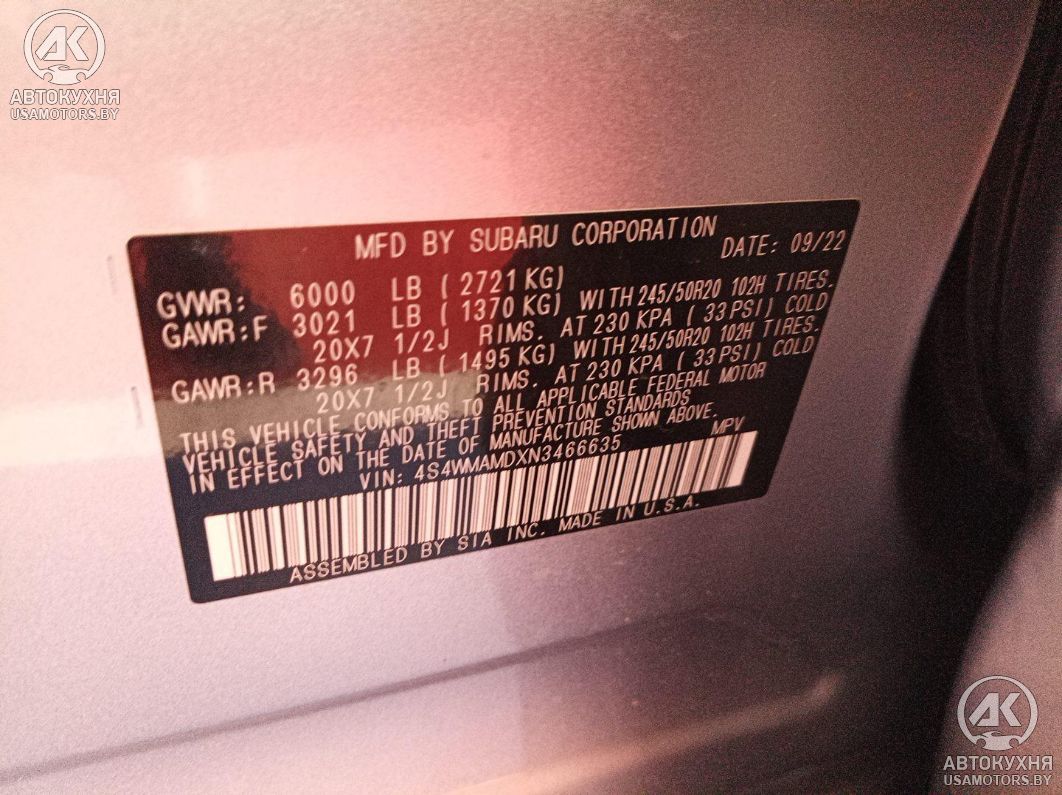 AK
АВТОКУХНЯ
USAMOTORS.BY
MFD BY SUBARU CORPORATION DATE: 09/22
GVWR: 6000 LB ( 2721 KG)
GAWR:F 3021 LB ( 1370 KG) WITH 245/50R20 102H TIRES.
20X7 1/2J RIMS. AT 230 KPA ( 33 PSI) COLD
GAWR:R 3296 LB ( 1495 KG) WITH 245/50R20 102H TIRES.
20X7 1/2J RIMS. AT 230 KPA ( 33 PSI) COLD
THIS VEHICLE CONFORMS TO ALL APPLICABLE FEDERAL MOTOR
VEHICLE SAFETY AND THEFT PREVENTION STANDARDS
IN EFFECT ON THE DATE OF MANUFACTURE SHOWN ABOVE.
VIN: 4S4WMAMDXN3466635 MPV
ASSEMBLED BY SIA INC. MADE IN U.S.A.
AK
АВТОКУХНЯ
USAMOTORS.BY